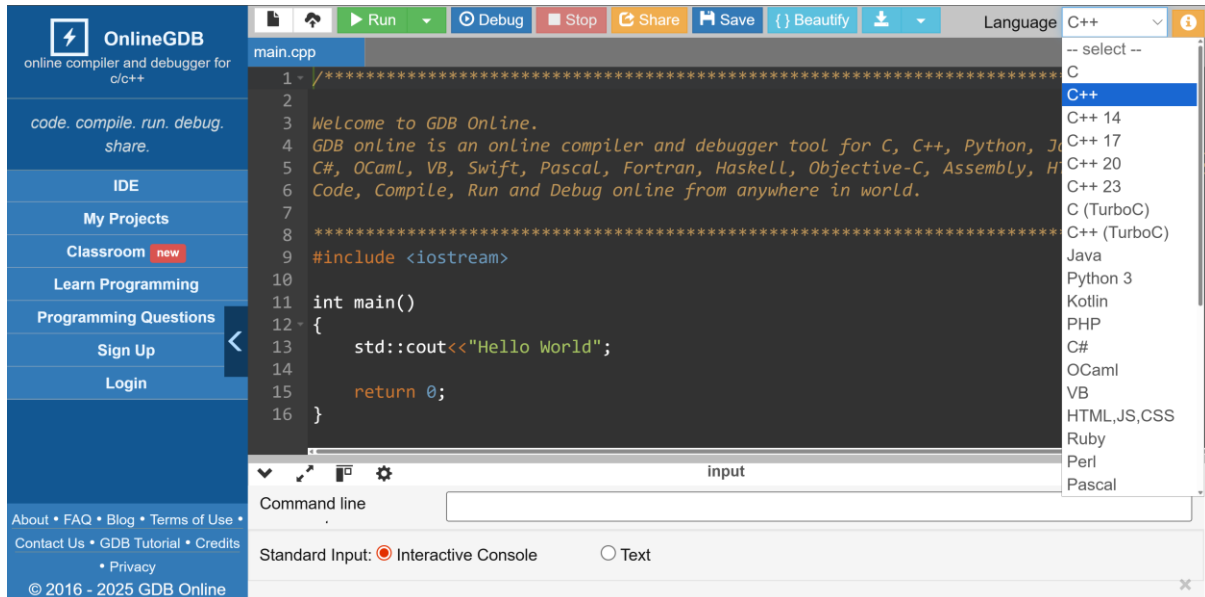 OnlineGDB
online compiler and debugger for
c/c++
code. compile. run. debug.
share.
IDE
My Projects
Classroom new
Learn Programming
Programming Questions
Sign Up
Login
About • FAQ • Blog • Terms of Use •
Contact Us • GDB Tutorial • Credits
• Privacy
© 2016 - 2025 GDB Online
Run Debug Stop Share Save { } Beautify Language C++
main.cpp
1 /************************************************************************
2
3 Welcome to GDB Online.
4 GDB online is an online compiler and debugger tool for C, C++, Python,
5 C#, OCaml, VB, Swift, Pascal, Fortran, Haskell, Objective-C, Assembly,
6 Code, Compile, Run and Debug online from anywhere in world.
7
8 ************************************************************************
9 #include <iostream>
10
11 int main()
12 {
13     std::cout<<"Hello World";
14
15     return 0;
16 }
-- select --
C
C++
C++ 14
C++ 17
C++ 20
C++ 23
C (TurboC)
C++ (TurboC)
Java
Python 3
Kotlin
PHP
C#
OCaml
VB
HTML,JS,CSS
Ruby
Perl
Pascal
input
Command line
Standard Input: Interactive Console Text